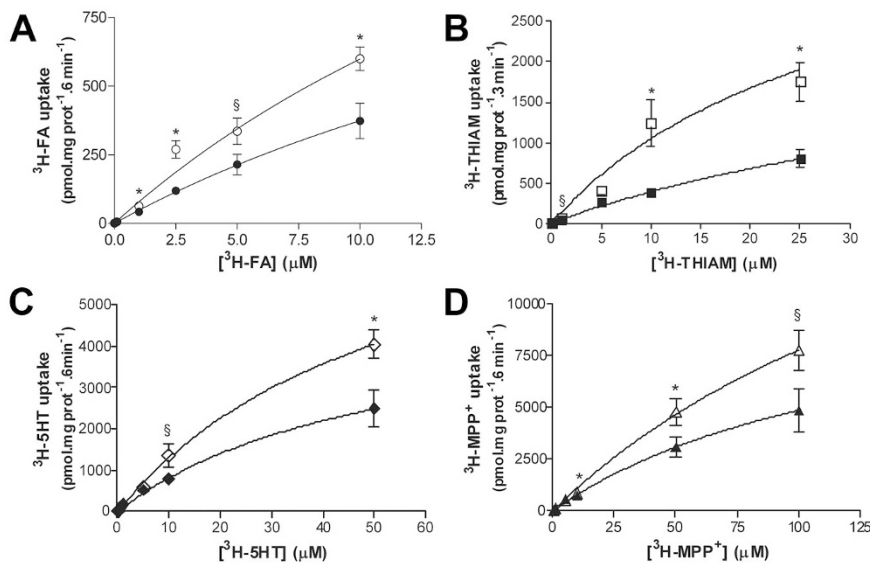 A
³H-FA uptake
(pmol.mg prot⁻¹.6 min⁻¹)
750
500
250
0
0.0 2.5 5.0 7.5 10.0 12.5
[³H-FA] (μM)
* * § *
B
³H-THIAM uptake
(pmol.mg prot⁻¹.3 min⁻¹)
2500
2000
1500
1000
500
0
0 5 10 15 20 25 30
[³H-THIAM] (μM)
§ * *
C
³H-5HT uptake
(pmol.mg prot⁻¹.6min⁻¹)
5000
4000
3000
2000
1000
0
0 10 20 30 40 50 60
[³H-5HT] (μM)
§ *
D
³H-MPP⁺ uptake
(pmol.mg prot⁻¹.6 min⁻¹)
10000
7500
5000
2500
0
0 25 50 75 100 125
[³H-MPP⁺] (μM)
* * §